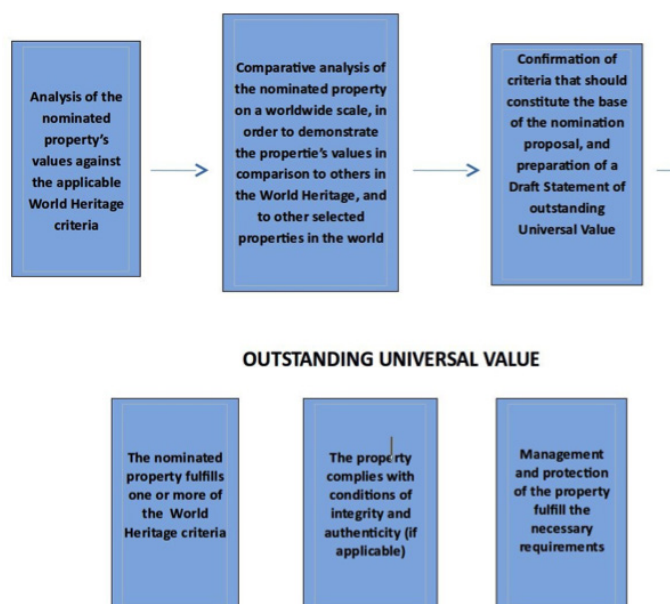 Analysis of the
nominated
property's
values against
the applicable
World Heritage
criteria
Comparative analysis of
the nominated property
on a worldwide scale, in
order to demonstrate
the propertie's values in
comparison to others in
the World Heritage, and
to other selected
properties in the world
Confirmation of
criteria that should
constitute the base
of the nomination
proposal, and
preparation of a
Draft Statement of
outstanding
Universal Value
OUTSTANDING UNIVERSAL VALUE
The nominated
property fulfills
one or more of
the World
Heritage criteria
The property
complies with
conditions of
integrity and
authenticity (if
applicable)
Management
and protection
of the property
fulfill the
necessary
requirements